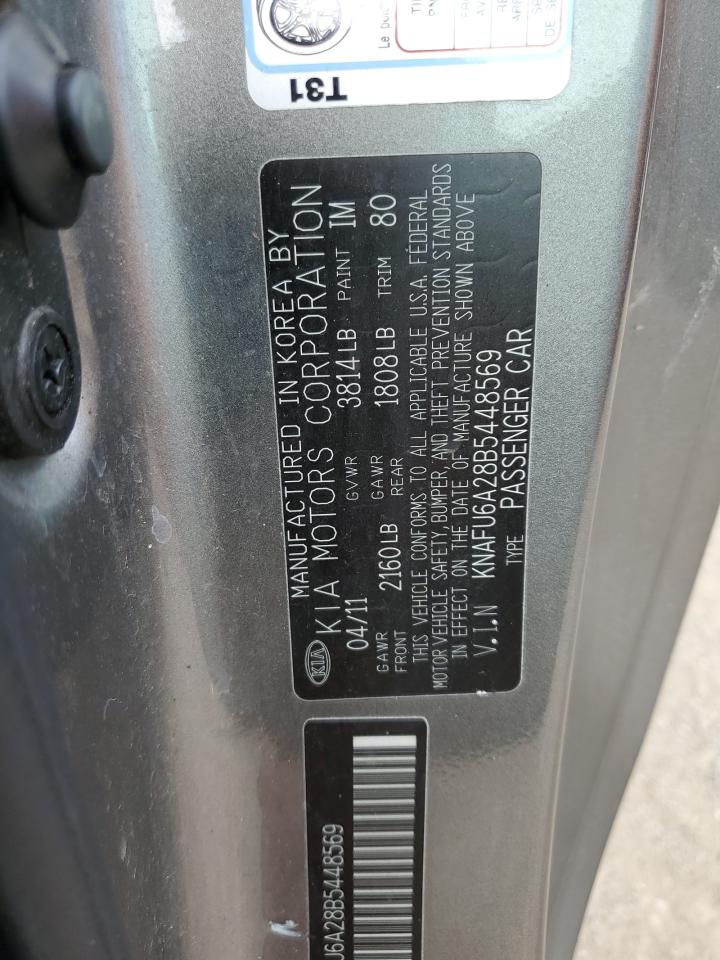 T31
Le
MANUFACTURED IN KOREA BY
KIA KIA MOTORS CORPORATION
04/11 GVWR 3814LB PAINT IM
GAWR FRONT 2160LB GAWR REAR 1808LB TRIM 80
THIS VEHICLE CONFORMS TO ALL APPLICABLE U.S.A. FEDERAL
MOTOR VEHICLE SAFETY, BUMPER, AND THEFT PREVENTION STANDARDS
IN EFFECT ON THE DATE OF MANUFACTURE SHOWN ABOVE
V.I.N KNAFU6A28B5448569
TYPE PASSENGER CAR
U6A28B5448569